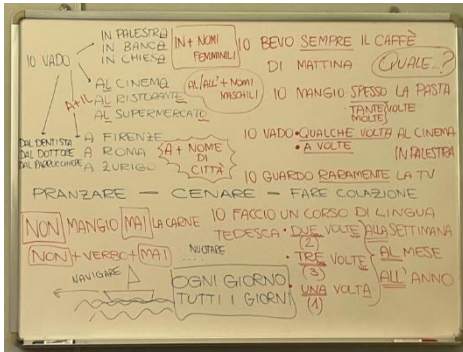 IO VADO
IN PALESTRA
IN BANCA
IN CHIESA
IN + NOMI
FEMMINILI
A+IL
AL CINEMA
AL RISTORANTE
AL SUPERMERCATO
AL/ALL' + NOMI
MASCHILI
DAL DENTISTA
DAL DOTTORE
DAL PARRUCCHIERE
A FIRENZE
A ROMA
A ZURIGO
A + NOME
DI
CITTÀ
PRANZARE — CENARE — FARE COLAZIONE
NON MANGIO MAI LA CARNE
NON + VERBO + MAI
NUOTARE
NAVIGARE
OGNI GIORNO
TUTTI I GIORNI
IO BEVO SEMPRE IL CAFFÈ
DI MATTINA
QUALE...?
IO MANGIO SPESSO LA PASTA
TANTE VOLTE
MOLTE
IO VADO • QUALCHE VOLTA AL CINEMA
• A VOLTE
IN PALESTRA
IO GUARDO RARAMENTE LA TV
IO FACCIO UN CORSO DI LINGUA
TEDESCA • DUE VOLTE ALLA SETTIMANA
(2)
• TRE VOLTE
(3)
AL MESE
• UNA VOLTA
(1)
ALL' ANNO